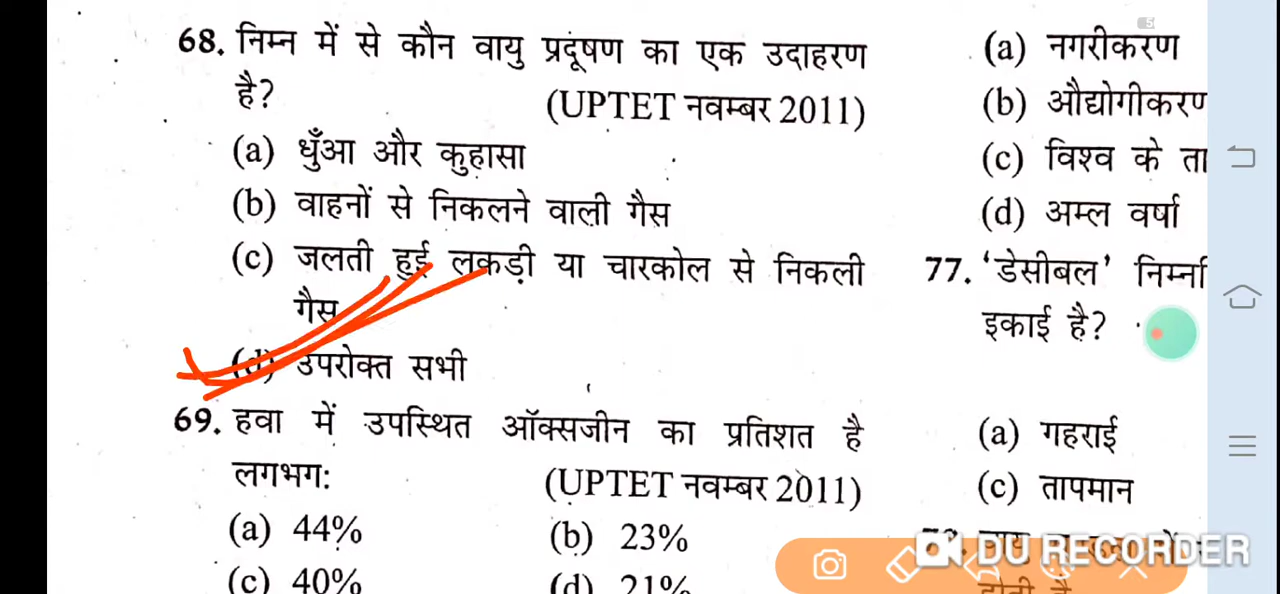 68. निम्न में से कौन वायु प्रदूषण का एक उदाहरण
है? (UPTET नवम्बर 2011)
(a) धुँआ और कुहासा
(b) वाहनों से निकलने वाली गैस
(c) जलती हुई लकड़ी या चारकोल से निकली
गैस
(d) उपरोक्त सभी
69. हवा में उपस्थित ऑक्सजीन का प्रतिशत है
लगभग: (UPTET नवम्बर 2011)
(a) 44% (b) 23%
(c) 40% (d) 21%
(a) नगरीकरण
(b) औद्योगीकरण
(c) विश्व के
(d) अम्ल वर्षा
77. 'डेसीबल'
इकाई है?
(a) गहराई
(c) तापमान
DU RECORDER